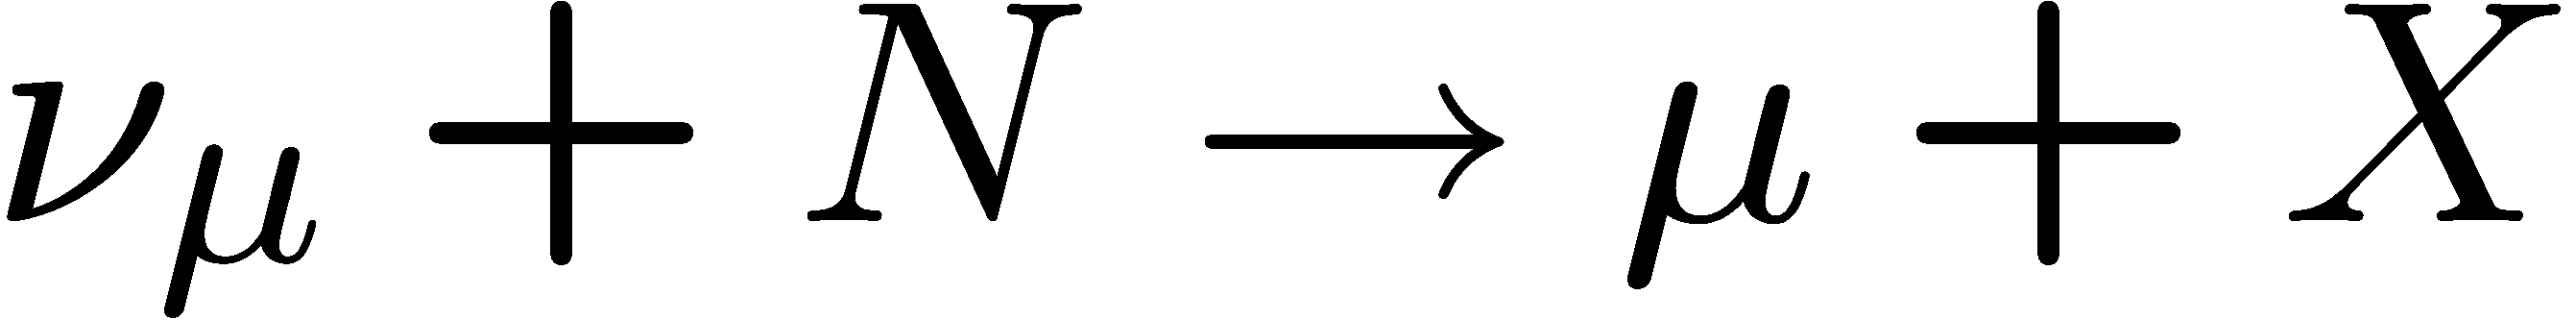 ν_μ + N → μ + X